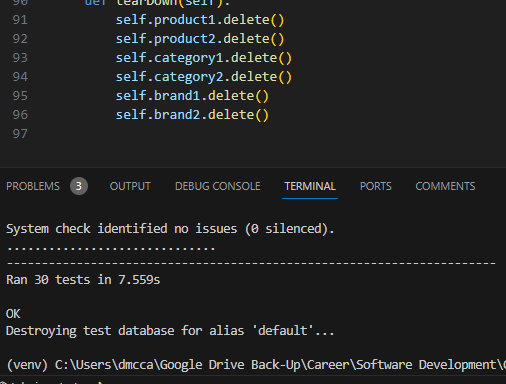 90 def tearDown(self):
91 self.product1.delete()
92 self.product2.delete()
93 self.category1.delete()
94 self.category2.delete()
95 self.brand1.delete()
96 self.brand2.delete()
97
PROBLEMS 3 OUTPUT DEBUG CONSOLE TERMINAL PORTS COMMENTS
System check identified no issues (0 silenced).
..............................
----------------------------------------------------------------------
Ran 30 tests in 7.559s
OK
Destroying test database for alias 'default'...
(venv) C:\Users\dmcca\Google Drive Back-Up\Career\Software Development\